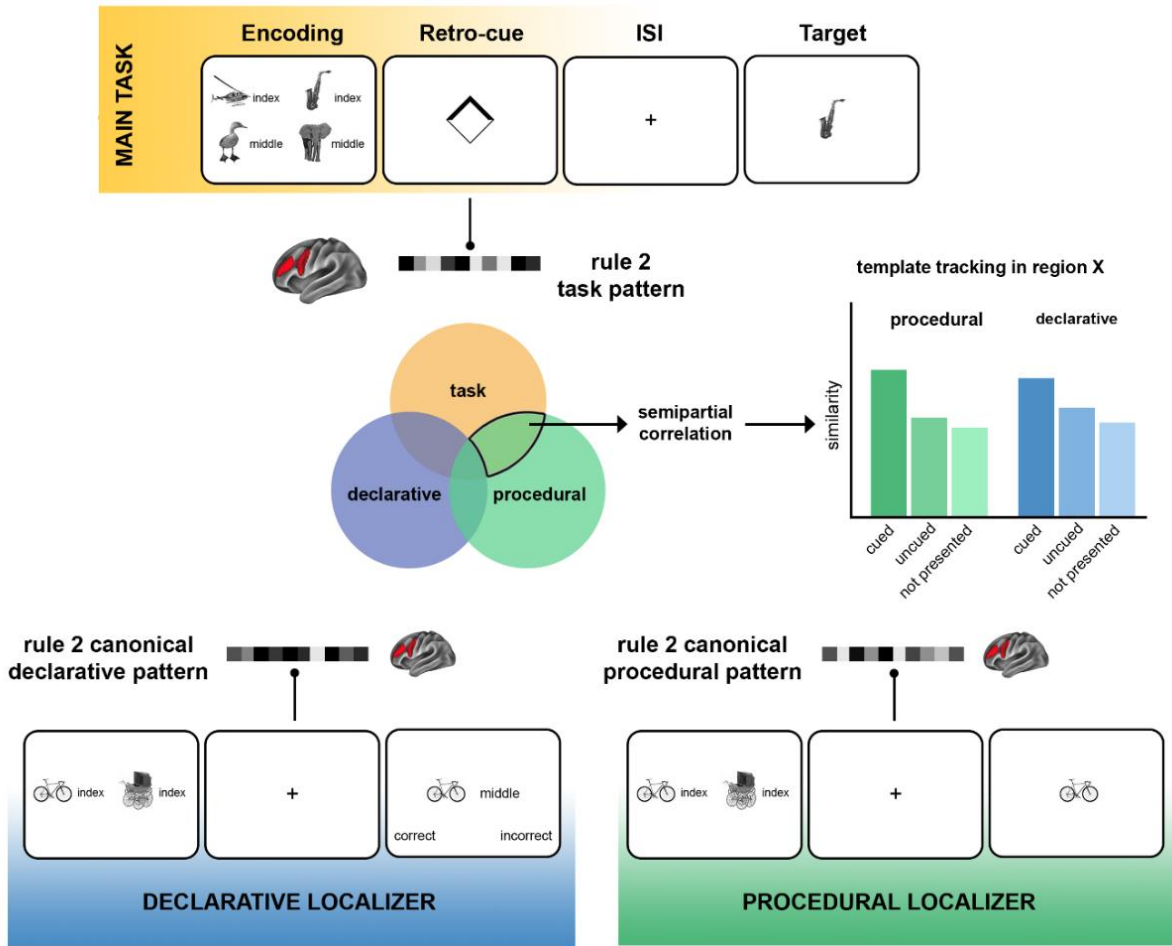 MAIN TASK
Encoding
Retro-cue
ISI
Target
index
index
middle
middle
+
rule 2
task pattern
task
declarative
procedural
semipartial
correlation
template tracking in region X
procedural
declarative
similarity
cued
uncued
not presented
cued
uncued
not presented
rule 2 canonical
declarative pattern
index
index
+
middle
correct
incorrect
DECLARATIVE LOCALIZER
rule 2 canonical
procedural pattern
index
index
+
PROCEDURAL LOCALIZER